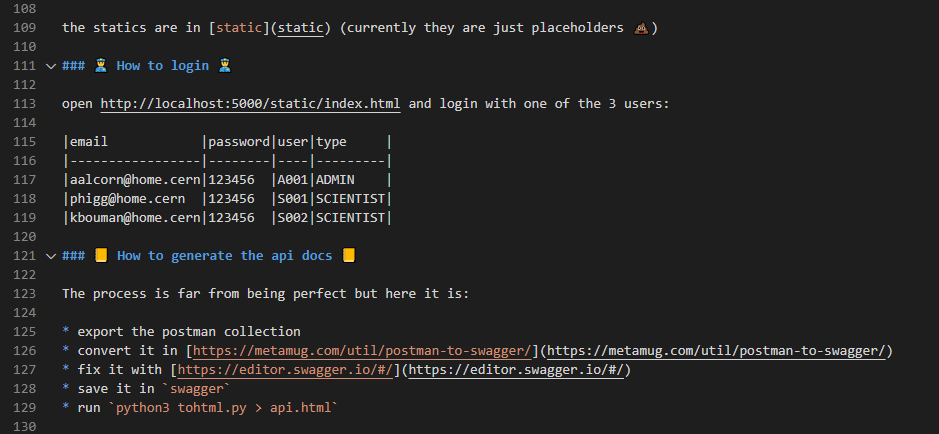 108
109 the statics are in [static](static) (currently they are just placeholders 💩)
110
111 ### 👮 How to login 👮
112
113 open http://localhost:5000/static/index.html and login with one of the 3 users:
114
115 |email            |password|user|type     |
116 |-----------------|--------|----|---------|
117 |aalcorn@home.cern|123456  |A001|ADMIN    |
118 |phigg@home.cern  |123456  |S001|SCIENTIST|
119 |kbouman@home.cern|123456  |S002|SCIENTIST|
120
121 ### 📒 How to generate the api docs 📒
122
123 The process is far from being perfect but here it is:
124
125 * export the postman collection
126 * convert it in [https://metamug.com/util/postman-to-swagger/](https://metamug.com/util/postman-to-swagger/)
127 * fix it with [https://editor.swagger.io/#/](https://editor.swagger.io/#/)
128 * save it in `swagger`
129 * run `python3 tohtml.py > api.html`
130